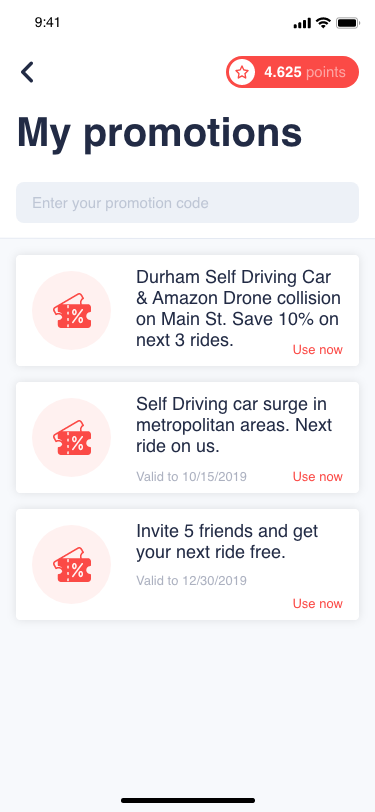 9:41
4.625 points
My promotions
Enter your promotion code
Durham Self Driving Car
& Amazon Drone collision
on Main St. Save 10% on
next 3 rides.
Use now
%
Self Driving car surge in
metropolitan areas. Next
ride on us.
Valid to 10/15/2019
Use now
%
Invite 5 friends and get
your next ride free.
Valid to 12/30/2019
Use now
%